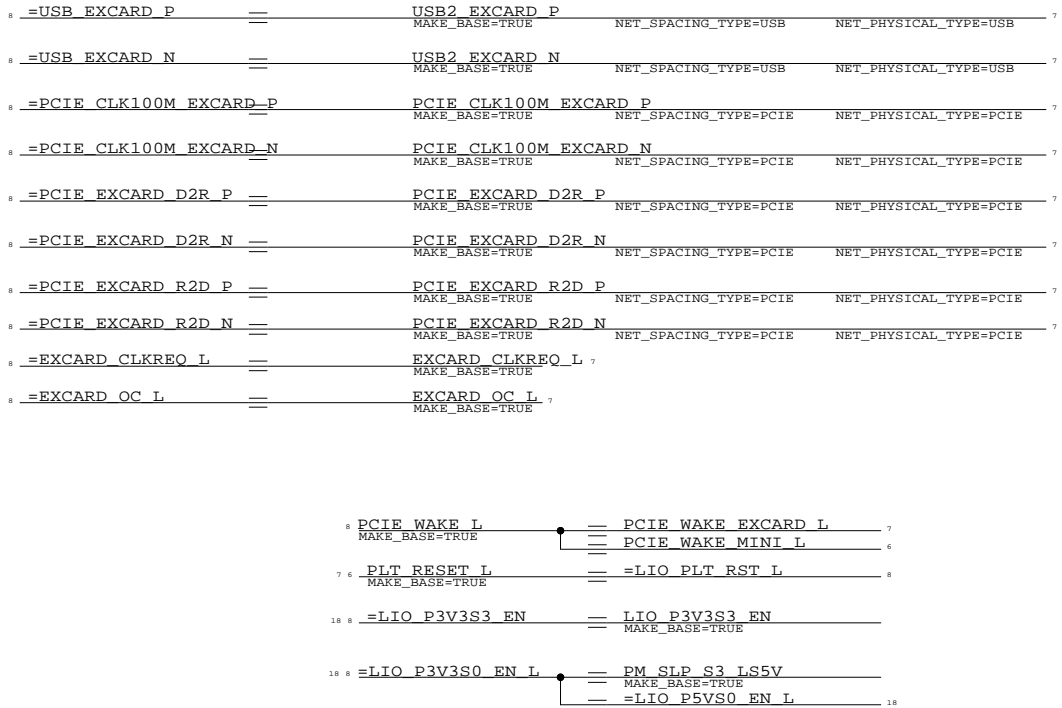 8 =USB_EXCARD_P USB2_EXCARD_P 7
MAKE_BASE=TRUE NET_SPACING_TYPE=USB NET_PHYSICAL_TYPE=USB
8 =USB_EXCARD_N USB2_EXCARD_N 7
MAKE_BASE=TRUE NET_SPACING_TYPE=USB NET_PHYSICAL_TYPE=USB
8 =PCIE_CLK100M_EXCARD_P PCIE_CLK100M_EXCARD_P 7
MAKE_BASE=TRUE NET_SPACING_TYPE=PCIE NET_PHYSICAL_TYPE=PCIE
8 =PCIE_CLK100M_EXCARD_N PCIE_CLK100M_EXCARD_N 7
MAKE_BASE=TRUE NET_SPACING_TYPE=PCIE NET_PHYSICAL_TYPE=PCIE
8 =PCIE_EXCARD_D2R_P PCIE_EXCARD_D2R_P 7
MAKE_BASE=TRUE NET_SPACING_TYPE=PCIE NET_PHYSICAL_TYPE=PCIE
8 =PCIE_EXCARD_D2R_N PCIE_EXCARD_D2R_N 7
MAKE_BASE=TRUE NET_SPACING_TYPE=PCIE NET_PHYSICAL_TYPE=PCIE
8 =PCIE_EXCARD_R2D_P PCIE_EXCARD_R2D_P 7
MAKE_BASE=TRUE NET_SPACING_TYPE=PCIE NET_PHYSICAL_TYPE=PCIE
8 =PCIE_EXCARD_R2D_N PCIE_EXCARD_R2D_N 7
MAKE_BASE=TRUE NET_SPACING_TYPE=PCIE NET_PHYSICAL_TYPE=PCIE
8 =EXCARD_CLKREQ_L EXCARD_CLKREQ_L 7
MAKE_BASE=TRUE
8 =EXCARD_OC_L EXCARD_OC_L 7
MAKE_BASE=TRUE
8 PCIE_WAKE_L PCIE_WAKE_EXCARD_L 7
MAKE_BASE=TRUE
PCIE_WAKE_MINI_L 6
7 6 PLT_RESET_L =LIO_PLT_RST_L 8
MAKE_BASE=TRUE
18 8 =LIO_P3V3S3_EN LIO_P3V3S3_EN
MAKE_BASE=TRUE
18 8 =LIO_P3V3S0_EN_L PM_SLP_S3_LS5V
MAKE_BASE=TRUE
=LIO_P5VS0_EN_L 18